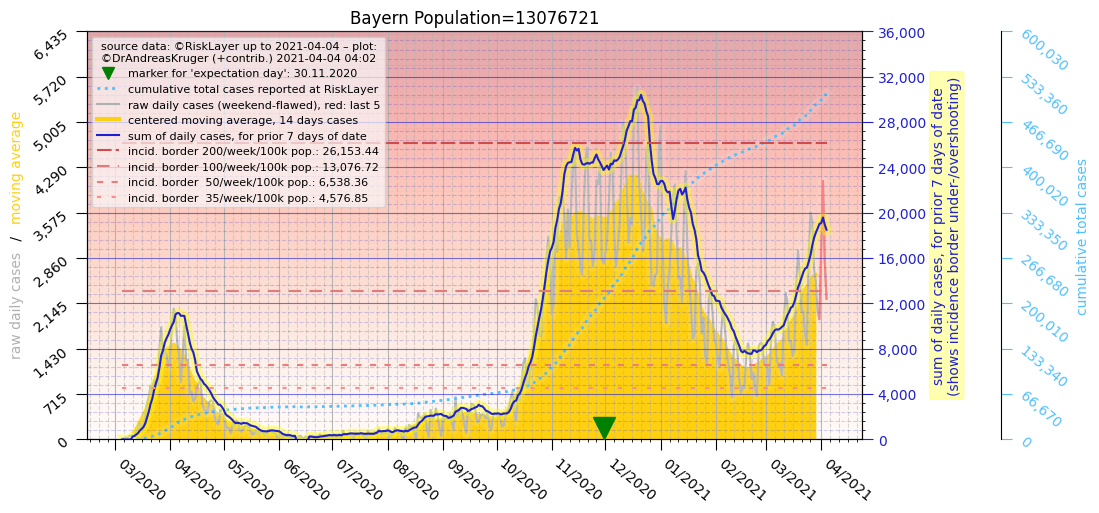 Bayern Population=13076721
source data: ©RiskLayer up to 2021-04-04 – plot:
©DrAndreasKruger (+contrib.) 2021-04-04 04:02
marker for 'expectation day': 30.11.2020
cumulative total cases reported at RiskLayer
raw daily cases (weekend-flawed), red: last 5
centered moving average, 14 days cases
sum of daily cases, for prior 7 days of date
incid. border 200/week/100k pop.: 26,153.44
incid. border 100/week/100k pop.: 13,076.72
incid. border  50/week/100k pop.: 6,538.36
incid. border  35/week/100k pop.: 4,576.85
raw daily cases  /  moving average
6,435
5,720
5,005
4,290
3,575
2,860
2,145
1,430
715
0
03/2020
04/2020
05/2020
06/2020
07/2020
08/2020
09/2020
10/2020
11/2020
12/2020
01/2021
02/2021
03/2021
04/2021
36,000
32,000
28,000
24,000
20,000
16,000
12,000
8,000
4,000
0
sum of daily cases, for prior 7 days of date
(shows incidence border under-/overshooting)
600,030
533,360
466,690
400,020
333,350
266,680
200,010
133,340
66,670
0
cumulative total cases